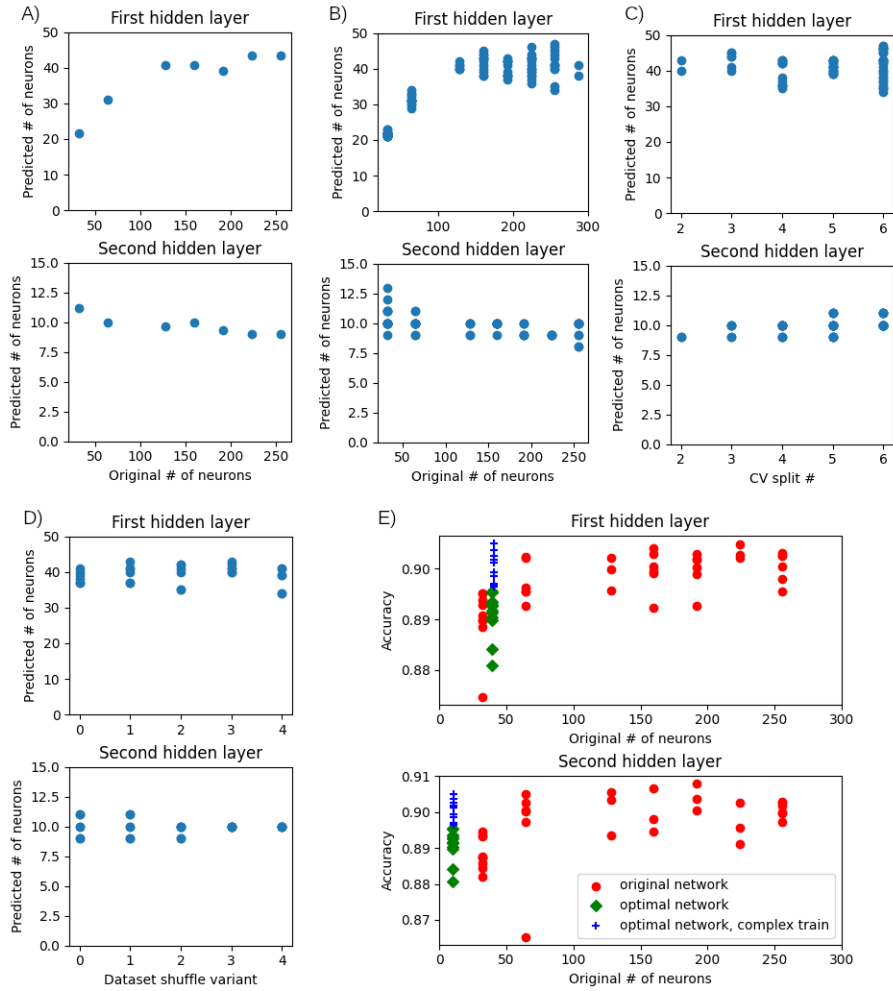 A)
First hidden layer
Predicted # of neurons
50
40
30
20
10
0
50 100 150 200 250
Second hidden layer
Predicted # of neurons
15.0
12.5
10.0
7.5
5.0
2.5
0.0
50 100 150 200 250
Original # of neurons
B)
First hidden layer
Predicted # of neurons
50
40
30
20
10
0
100 200 300
Second hidden layer
Predicted # of neurons
15.0
12.5
10.0
7.5
5.0
2.5
0.0
50 100 150 200 250
Original # of neurons
C)
First hidden layer
Predicted # of neurons
50
40
30
20
10
0
2 3 4 5 6
Second hidden layer
Predicted # of neurons
15.0
12.5
10.0
7.5
5.0
2.5
0.0
2 3 4 5 6
CV split #
D)
First hidden layer
Predicted # of neurons
50
40
30
20
10
0
0 1 2 3 4
Second hidden layer
Predicted # of neurons
15.0
12.5
10.0
7.5
5.0
2.5
0.0
0 1 2 3 4
Dataset shuffle variant
E)
First hidden layer
Accuracy
0.90
0.89
0.88
0 50 100 150 200 250 300
Original # of neurons
Second hidden layer
Accuracy
0.91
0.90
0.89
0.88
0.87
original network
optimal network
optimal network, complex train
0 50 100 150 200 250 300
Original # of neurons